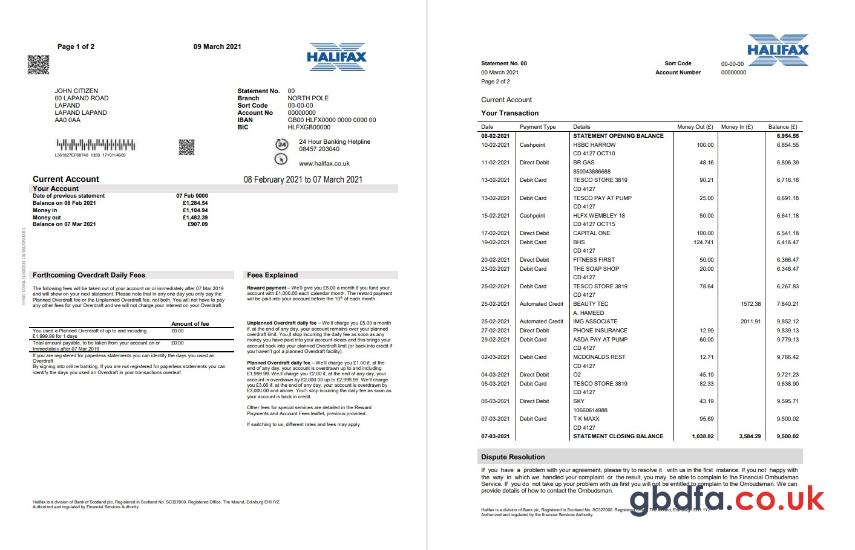 Page 1 of 2
09 March 2021
HALIFAX
JOHN CITIZEN
00 LAPAND ROAD
LAPAND
LAPAND LAPAND
AA0 0AA
Statement No. 00
Branch NORTH POLE
Sort Code 00-00-00
Account No 00000000
IBAN GB00 HLFX0000 0000 0000 00
BIC HLFXGB00000
24 Hour Banking Helpline
08457 203040
www.halifax.co.uk
Current Account
08 February 2021 to 07 March 2021
Your Account
Date of previous statement 07 Feb 0000
Balance on 08 Feb 2021 £1,284.54
Money in £1,104.94
Money out £1,482.39
Balance on 07 Mar 2021 £907.09
Forthcoming Overdraft Daily Fees
The following fees will be taken out of your account on or immediately after 07 Mar 2019
and will show on your next statement. Please note that in any one day you only pay the
Planned Overdraft fee or the Unplanned Overdraft fee, not both. You will not have to pay
any other Overdraft fees for your Overdraft and we will not charge your interest on your Overdraft
Amount of fee
You used a Planned Overdraft of up to and including
£1,999.99 for 1 days £0.00
Total amount payable, to be taken from your account on or
immediately after 07 Mar 2019 £0.00
If you are registered for paperless statements you can identify the days you used an
Overdraft
By signing into online banking. If you are not registered for paperless statements you can
identify the days you used an Overdraft in your transactions overleaf.
Fees Explained
Reward payment – We'll give you £5.00 a month if you fund your
account with £1,000.00 each calendar month. The reward payment
will be paid into your account before the 10th of each month
Unplanned Overdraft daily fee – We'll charge you £5.00 a month
if, at the end of any day, your account remains over your planned
overdraft limit. You'll stop incurring the daily fee as soon as any
money you have paid into your account clears and this brings your
account back into your planned Overdraft limit (or back into credit if
you haven't got a planned Overdraft facility).
Planned Overdraft daily fee – We'll charge you £1.00 if, at the
end of any day, your account is overdrawn by up to and including
£1,999.99. We'll charge you £2.00 if, at the end of any day, your
account is overdrawn by £2,000.00 up to £2,999.99. We'll charge
you £3.00 if, at the end of any day, your account is overdrawn by
£3,000.00 and above. You'll stop incurring the daily fee as soon as
your account is back in credit.
Other fees for special services are detailed in the Reward
Payments and Account Fees leaflet, previous provided.
If switching to us, different rates and fees may apply
Halifax is a division of Bank of Scotland plc, Registered in Scotland No. SC327000. Registered Office, The Mound, Edinburg EH1 IYZ.
Authorized and regulated by Financial Services Authority
HALIFAX
Statement No. 00
Sort Code 00-00-00
00 March 2021
Account Number 00000000
Page 2 of 2
Current Account
Your Transaction
Date Payment Type Details Money Out (£) Money In (£) Balance (£)
08-02-2021 STATEMENT OPENING BALANCE 6,954.55
10-02-2021 Cashpoint HSBC HARROW 100.00 6,854.55
CD 4127 OCT10
11-02-2021 Direct Debit BR GAS 48.16 6,806.39
850043886688
13-02-2021 Debit Card TESCO STORE 3819 90.21 6,716.18
CD 4127
13-02-2021 Debit Card TESCO PAY AT PUMP 25.00 6,691.18
CD 4127
15-02-2021 Cashpoint HLFX WEMBLEY 18 50.00 6,641.18
CD 4127 OCT15
17-02-2021 Direct Debit CAPITAL ONE 100.00 6,541.18
19-02-2021 Debit Card BHS 124.741 6,416.47
CD 4127
20-02-2021 Direct Debit FITNESS FIRST 50.00 6,366.47
23-02-2021 Debit Card THE SOAP SHOP 20.00 6,346.47
CD 4127
25-02-2021 Debit Card TESCO STORE 3819 78.64 6,267.83
CD 4127
25-02-2021 Automated Credit BEAUTY TEC 1572.38 7,840.21
A. HAMEED
25-02-2021 Automated Credit IMG ASSOCIATE 2011.91 9,852.12
27-02-2021 Direct Debit PHONE INSURANCE 12.99 9,839.13
29-02-2021 Debit Card ASDA PAY AT PUMP 60.00 9,779.13
CD 4127
02-03-2021 Debit Card MCDONALDS REST 12.71 9,766.42
CD 4127
04-03-2021 Direct Debit O2 45.19 9,721.23
05-03-2021 Debit Card TESCO STORE 3819 82.33 9,638.90
CD 4127
06-03-2021 Direct Debit SKY 43.19 9,595.71
10660614988
07-03-2021 Debit Card T K MAXX 95.69 9,500.02
CD 4127
07-03-2021 STATEMENT CLOSING BALANCE 1,038.82 3,584.29 9,500.02
Dispute Resolution
If you have a problem with your agreement, please try to resolve it with us in the first instance. If you not happy with
the way in which we handled your complaint or the result, you may be able to complain to the Financial Ombudsman
Service. If you do not take up your problem with us first you will not be entitled to complain to the Ombudsman. We can
provide details of how to contact the Ombudsman.
gbdfa.co.uk
Halifax is a division of Bank plc, Registered in Scotland No. SC327000.
Authorized and regulated by the Financial Services Authority.